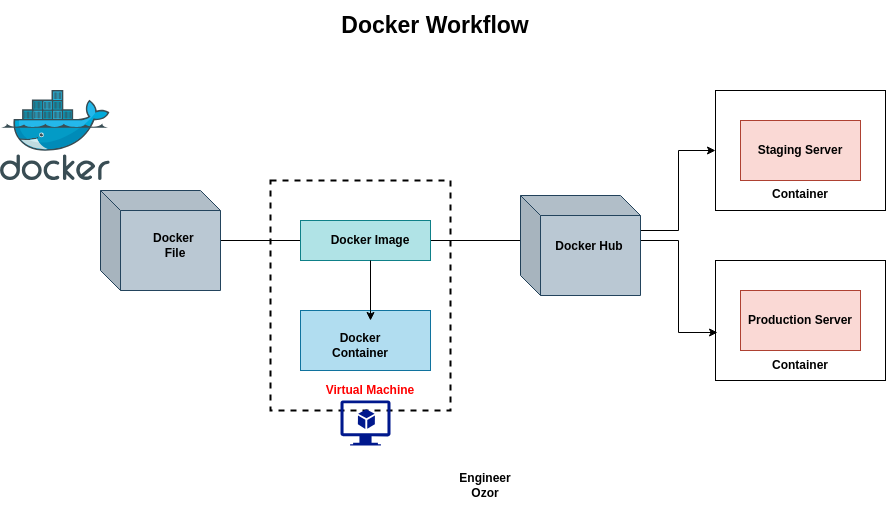 Docker Workflow
docker
Docker
File
Docker Image
Docker
Container
Virtual Machine
Docker Hub
Staging Server
Container
Production Server
Container
Engineer
Ozor